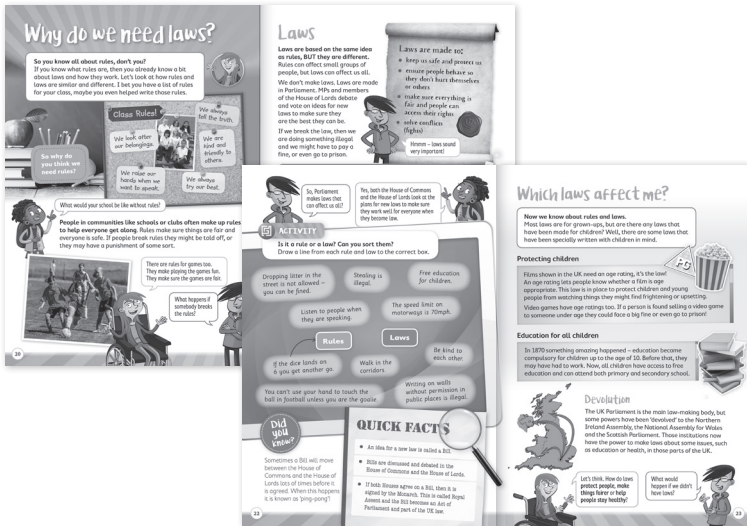 Why do we need laws?
So you know all about rules, don't you?
If you know what rules are, then you already know a bit
about laws and how they work. Let's look at how rules and
laws are similar and different. I bet you have a list of rules
for your class, maybe you even helped write those rules.
Class Rules!
We always
tell the truth.
We look after
our belongings.
We are
kind and
friendly to
others.
We raise our
hands when we
want to speak.
We always
try our best.
So why do
you think we
need rules?
What would your school be like without rules?
People in communities like schools or clubs often make up rules
to help everyone get along. Rules make sure things are fair and
everyone is safe. If people break rules they might be told off, or
they may have a punishment of some sort.
There are rules for games too.
They make playing the games fun.
They make sure the games are fair.
What happens if
somebody breaks
the rules?
20
Laws
Laws are based on the same idea
as rules, BUT they are different.
Rules can affect small groups of
people, but laws can affect us all.
We don't make laws. Laws are made
in Parliament. MPs and members
of the House of Lords debate
and vote on ideas for new
laws to make sure they
are the best they can be.
If we break the law, then we
are doing something illegal
and we might have to pay a
fine, or even go to prison.
Laws are made to:
keep us safe and protect us
ensure people behave so
they don't hurt themselves
or others
make sure everything is
fair and people can
access their rights
solve conflicts
(fights)
Hmmm – laws sound
very important!
So, Parliament
makes laws that
can affect us all?
Yes, both the House of Commons
and the House of Lords look at the
plans for new laws to make sure
they work well for everyone when
they become law.
ACTIVITY
Is it a rule or a law? Can you sort them?
Draw a line from each rule and law to the correct box.
Dropping litter in the
street is not allowed –
you can be fined.
Stealing is
illegal.
Free education
for children.
Listen to people when
they are speaking.
The speed limit on
motorways is 70mph.
Rules
Laws
If the dice lands on
6 you get another go.
Walk in the
corridors.
Be kind to
each other.
You can't use your hand to touch the
ball in football unless you are the goalie.
Writing on walls
without permission in
public places is illegal.
Did
you
know?
Sometimes a Bill will move
between the House of
Commons and the House of
Lords lots of times before it
is agreed. When this happens
it is known as 'ping-pong'!
QUICK FACTS
An idea for a new law is called a Bill.
Bills are discussed and debated in the
House of Commons and the House of Lords.
If both Houses agree on a Bill, then it is
signed by the Monarch. This is called Royal
Assent and the Bill becomes an Act of
Parliament and part of the UK law.
23
Which laws affect me?
Now we know about rules and laws.
Most laws are for grown-ups, but are there any laws that
have been made for children? Well, there are some laws that
have been specially written with children in mind.
Protecting children
Films shown in the UK need an age rating, it's the law!
An age rating lets people know whether a film is age
appropriate. This law is in place to protect children and young
people from watching things they might find frightening or upsetting.
Video games have age ratings too. If a person is found selling a video game
to someone under age they could face a big fine or even go to prison!
PG
Education for all children
In 1870 something amazing happened – education became
compulsory for children up to the age of 10. Before that, they
may have had to work. Now, all children have access to free
education and can attend both primary and secondary school.
Devolution
The UK Parliament is the main law-making body, but
some powers have been 'devolved' to the Northern
Ireland Assembly, the National Assembly for Wales
and the Scottish Parliament. Those institutions now
have the power to make laws about some issues, such
as education or health, in those parts of the UK.
Let's think. How do laws
protect people, make
things fairer or help
people stay healthy?
What would
happen if we didn't
have laws?
23